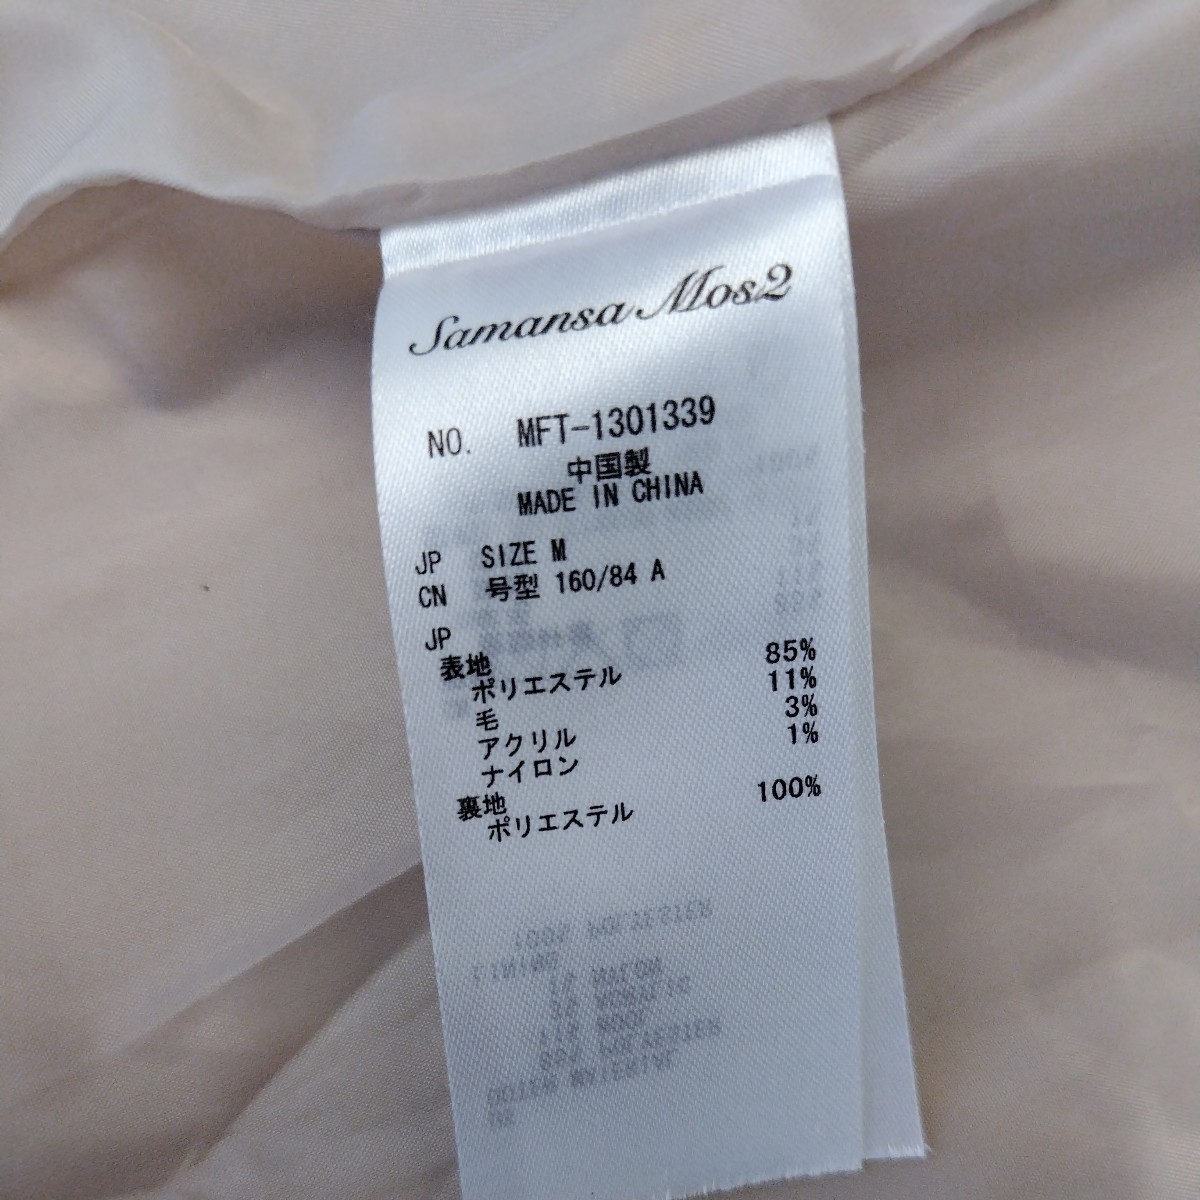 Samansa Mos2
NO. MFT-1301339
中国製
MADE IN CHINA
JP SIZE M
CN 号型 160/84 A
JP
表地
ポリエステル 85%
毛 11%
アクリル 3%
ナイロン 1%
裏地
ポリエステル 100%